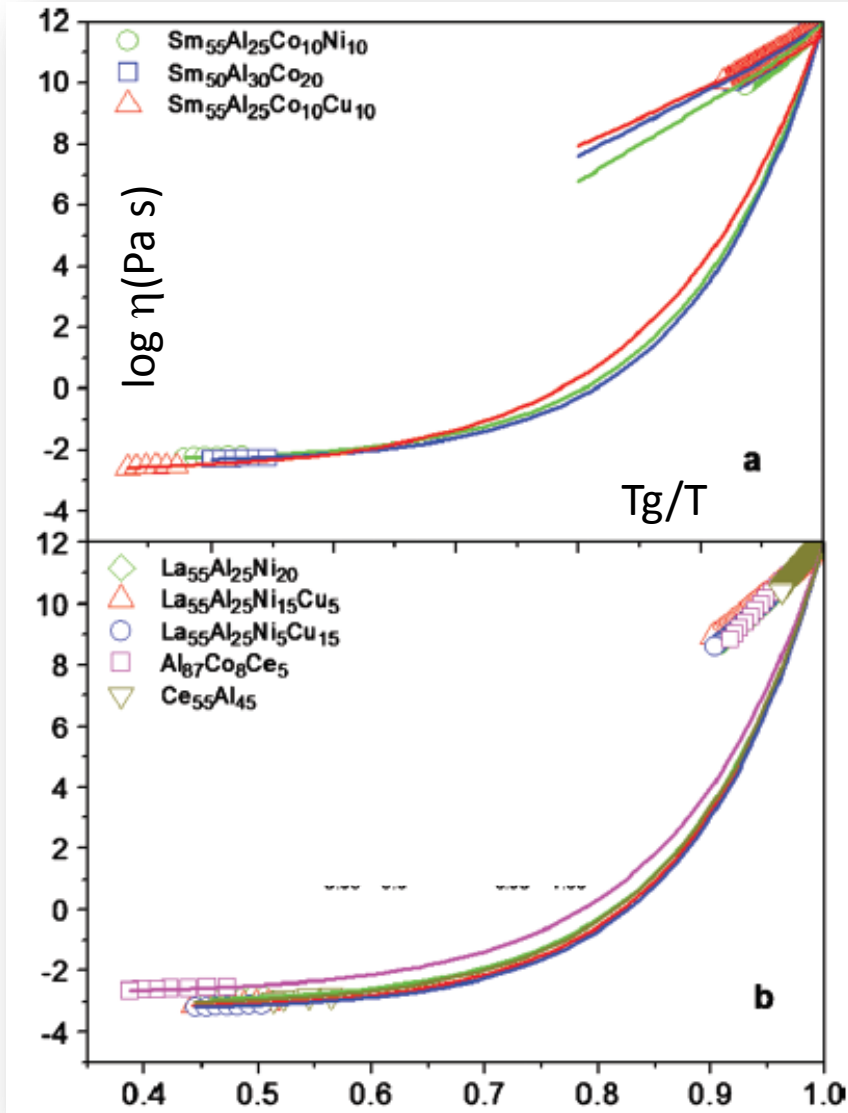 12
10
8
6
4
2
0
-2
-4
Sm₅₅Al₂₅Co₁₀Ni₁₀
Sm₅₀Al₃₀Co₂₀
Sm₅₅Al₂₅Co₁₀Cu₁₀
log η(Pa s)
a
Tg/T
12
10
8
6
4
2
0
-2
-4
La₅₅Al₂₅Ni₂₀
La₅₅Al₂₅Ni₁₅Cu₅
La₅₅Al₂₅Ni₅Cu₁₅
Al₈₇Co₈Ce₅
Ce₅₅Al₄₅
b
0.4 0.5 0.6 0.7 0.8 0.9 1.0